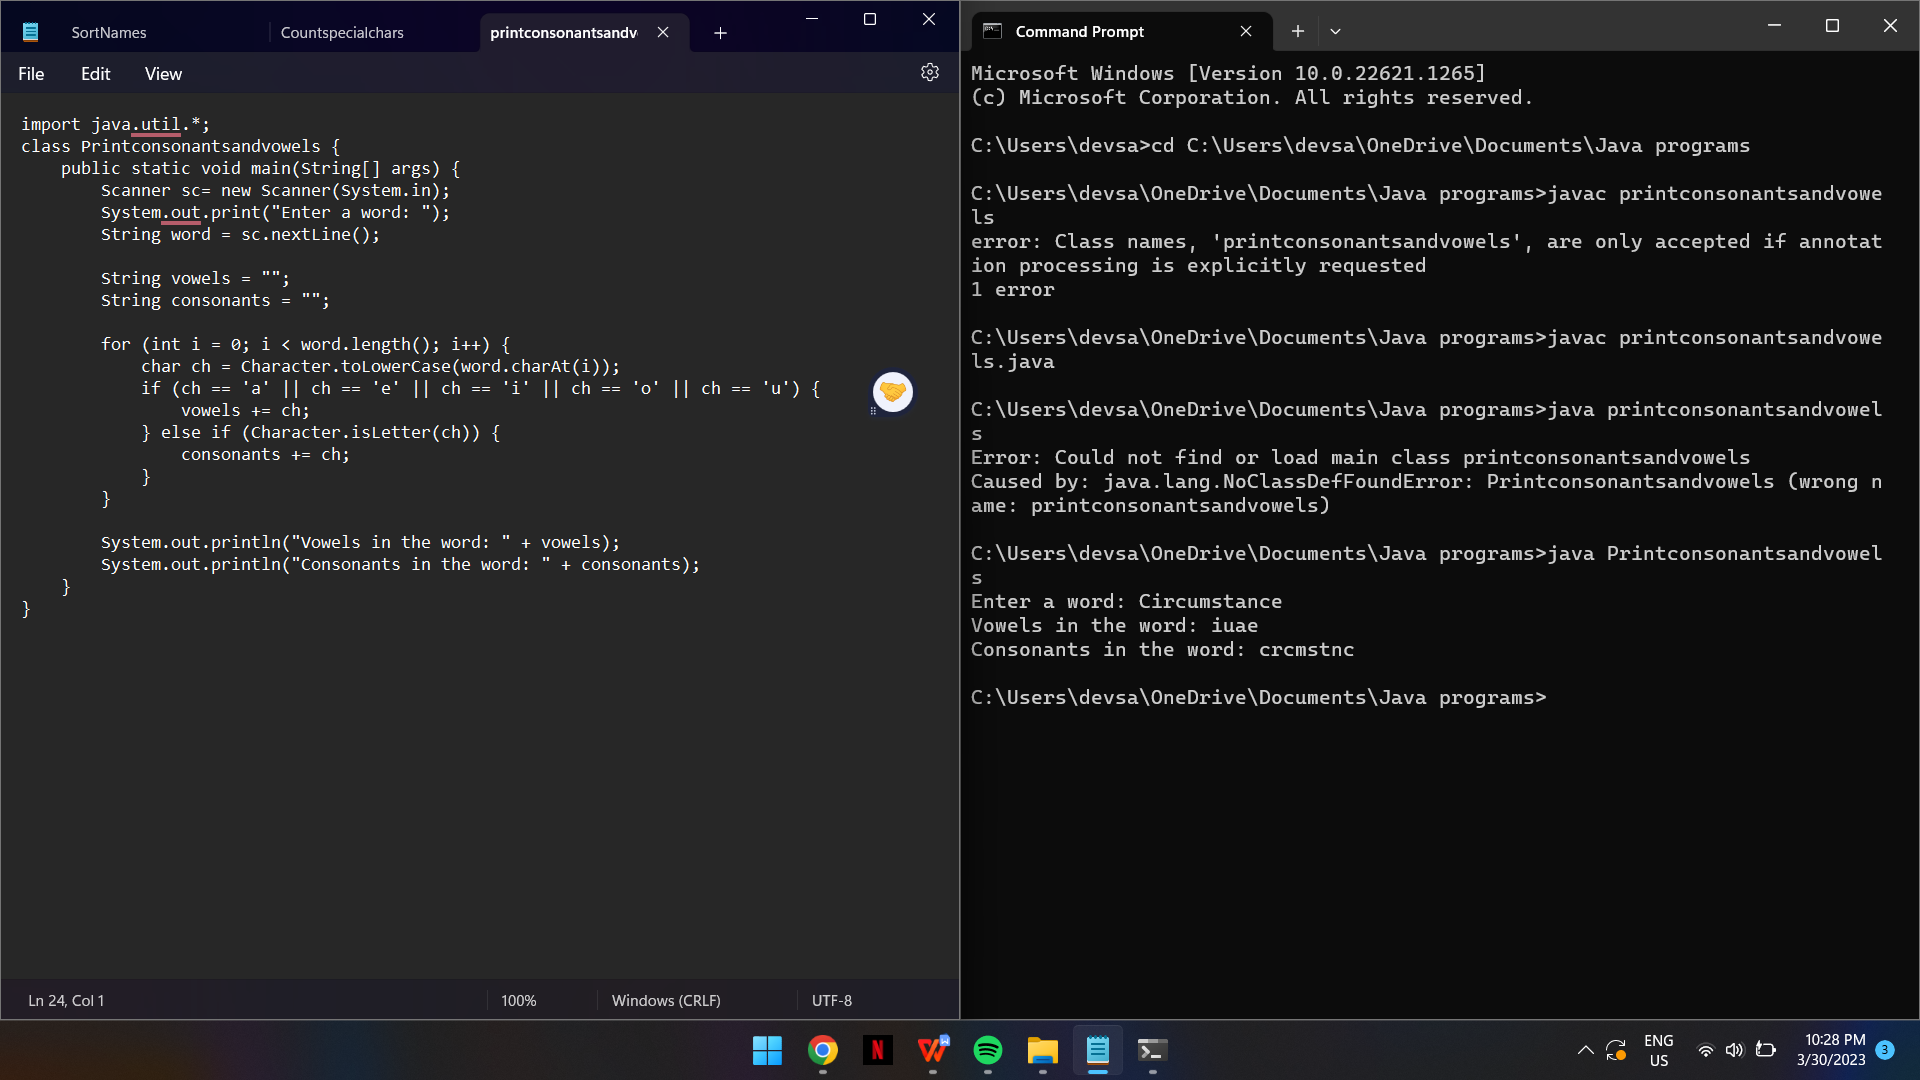 SortNames
Countspecialchars
printconsonantsandv
File Edit View
import java.util.*;
class Printconsonantsandvowels {
    public static void main(String[] args) {
        Scanner sc= new Scanner(System.in);
        System.out.print("Enter a word: ");
        String word = sc.nextLine();
        String vowels = "";
        String consonants = "";
        for (int i = 0; i < word.length(); i++) {
            char ch = Character.toLowerCase(word.charAt(i));
            if (ch == 'a' || ch == 'e' || ch == 'i' || ch == 'o' || ch == 'u') {
                vowels += ch;
            } else if (Character.isLetter(ch)) {
                consonants += ch;
            }
        }
        System.out.println("Vowels in the word: " + vowels);
        System.out.println("Consonants in the word: " + consonants);
    }
}
Ln 24, Col 1 100% Windows (CRLF) UTF-8
Command Prompt
Microsoft Windows [Version 10.0.22621.1265]
(c) Microsoft Corporation. All rights reserved.
C:\Users\devsa>cd C:\Users\devsa\OneDrive\Documents\Java programs
C:\Users\devsa\OneDrive\Documents\Java programs>javac printconsonantsandvowe
ls
error: Class names, 'printconsonantsandvowels', are only accepted if annotat
ion processing is explicitly requested
1 error
C:\Users\devsa\OneDrive\Documents\Java programs>javac printconsonantsandvowe
ls.java
C:\Users\devsa\OneDrive\Documents\Java programs>java printconsonantsandvowel
s
Error: Could not find or load main class printconsonantsandvowels
Caused by: java.lang.NoClassDefFoundError: Printconsonantsandvowels (wrong n
ame: printconsonantsandvowels)
C:\Users\devsa\OneDrive\Documents\Java programs>java Printconsonantsandvowel
s
Enter a word: Circumstance
Vowels in the word: iuae
Consonants in the word: crcmstnc
C:\Users\devsa\OneDrive\Documents\Java programs>
N
W
ENG
US
10:28 PM
3/30/2023
3